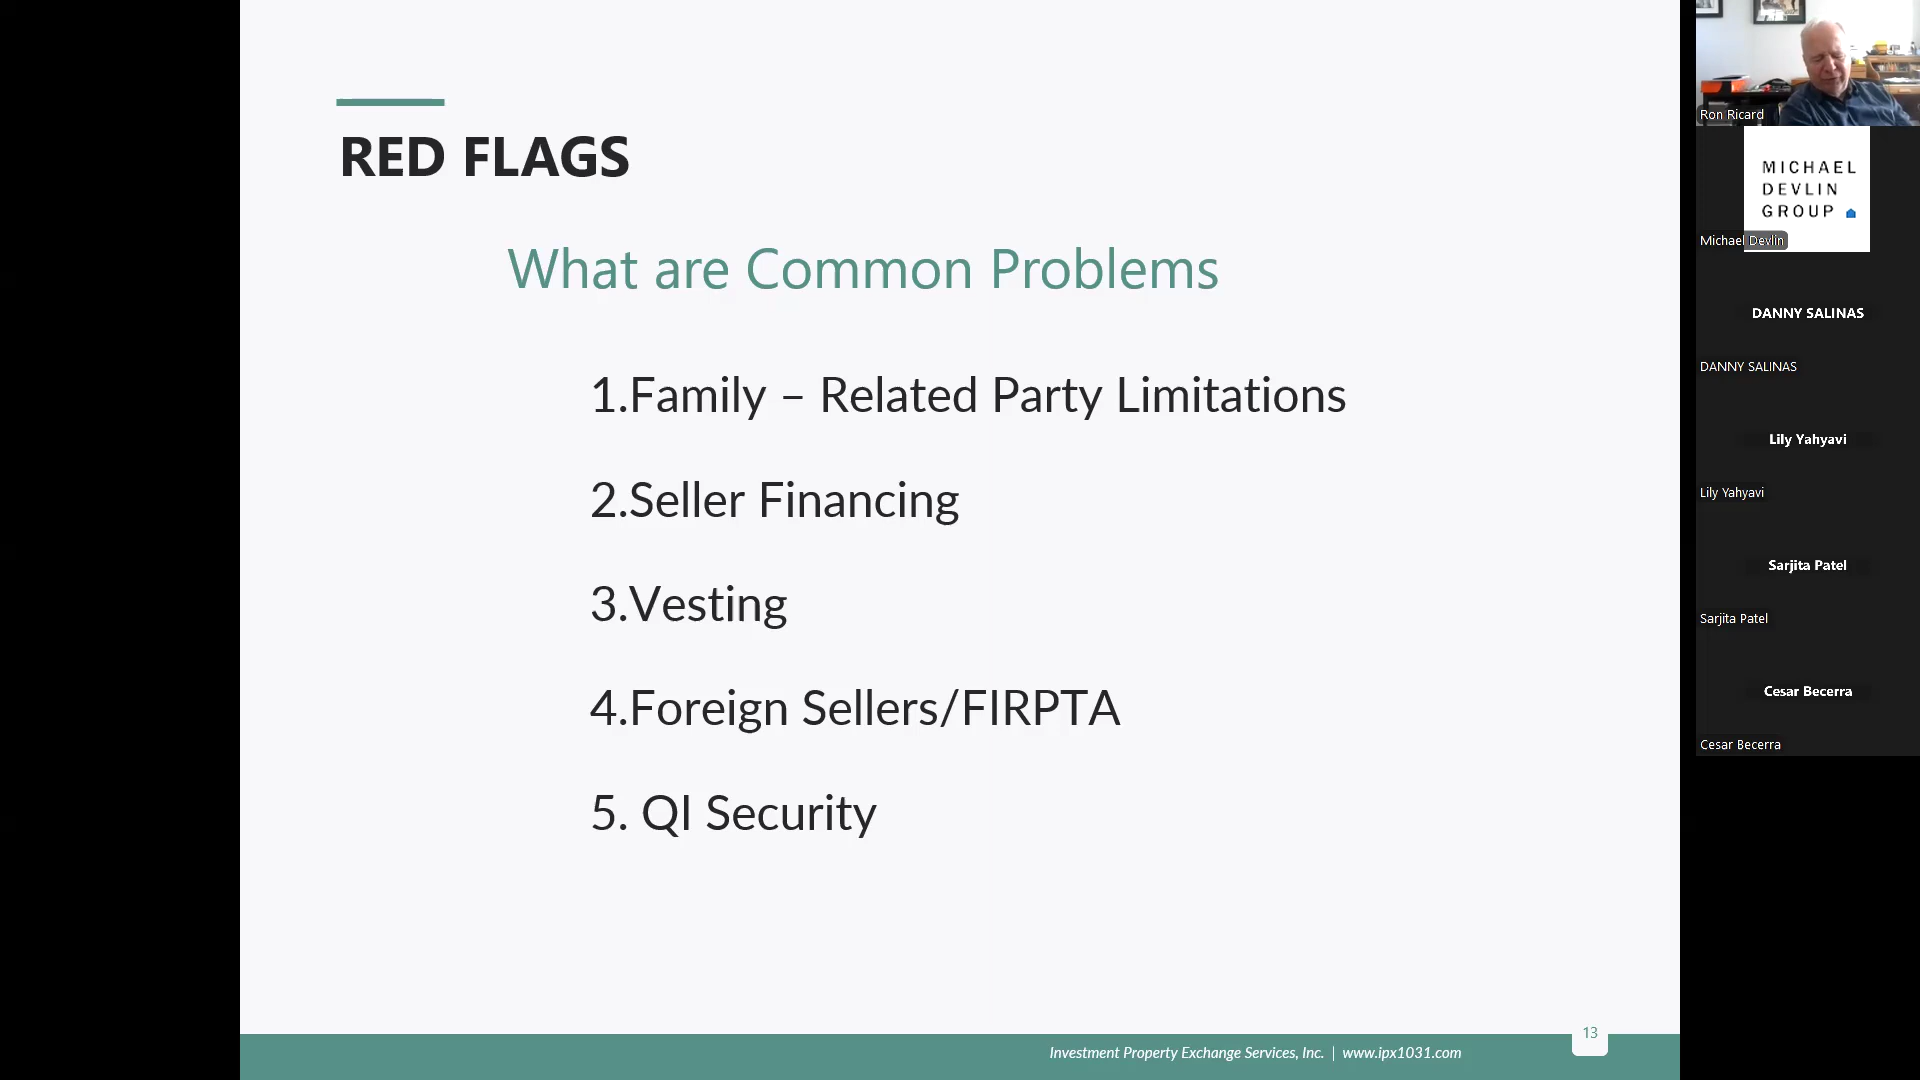 RED FLAGS
What are Common Problems
1.Family – Related Party Limitations
2.Seller Financing
3.Vesting
4.Foreign Sellers/FIRPTA
5. QI Security
Investment Property Exchange Services, Inc. | www.ipx1031.com
13
Ron Ricard
MICHAEL
DEVLIN
GROUP
Michael Devlin
DANNY SALINAS
DANNY SALINAS
Lily Yahyavi
Lily Yahyavi
Sarjita Patel
Sarjita Patel
Cesar Becerra
Cesar Becerra